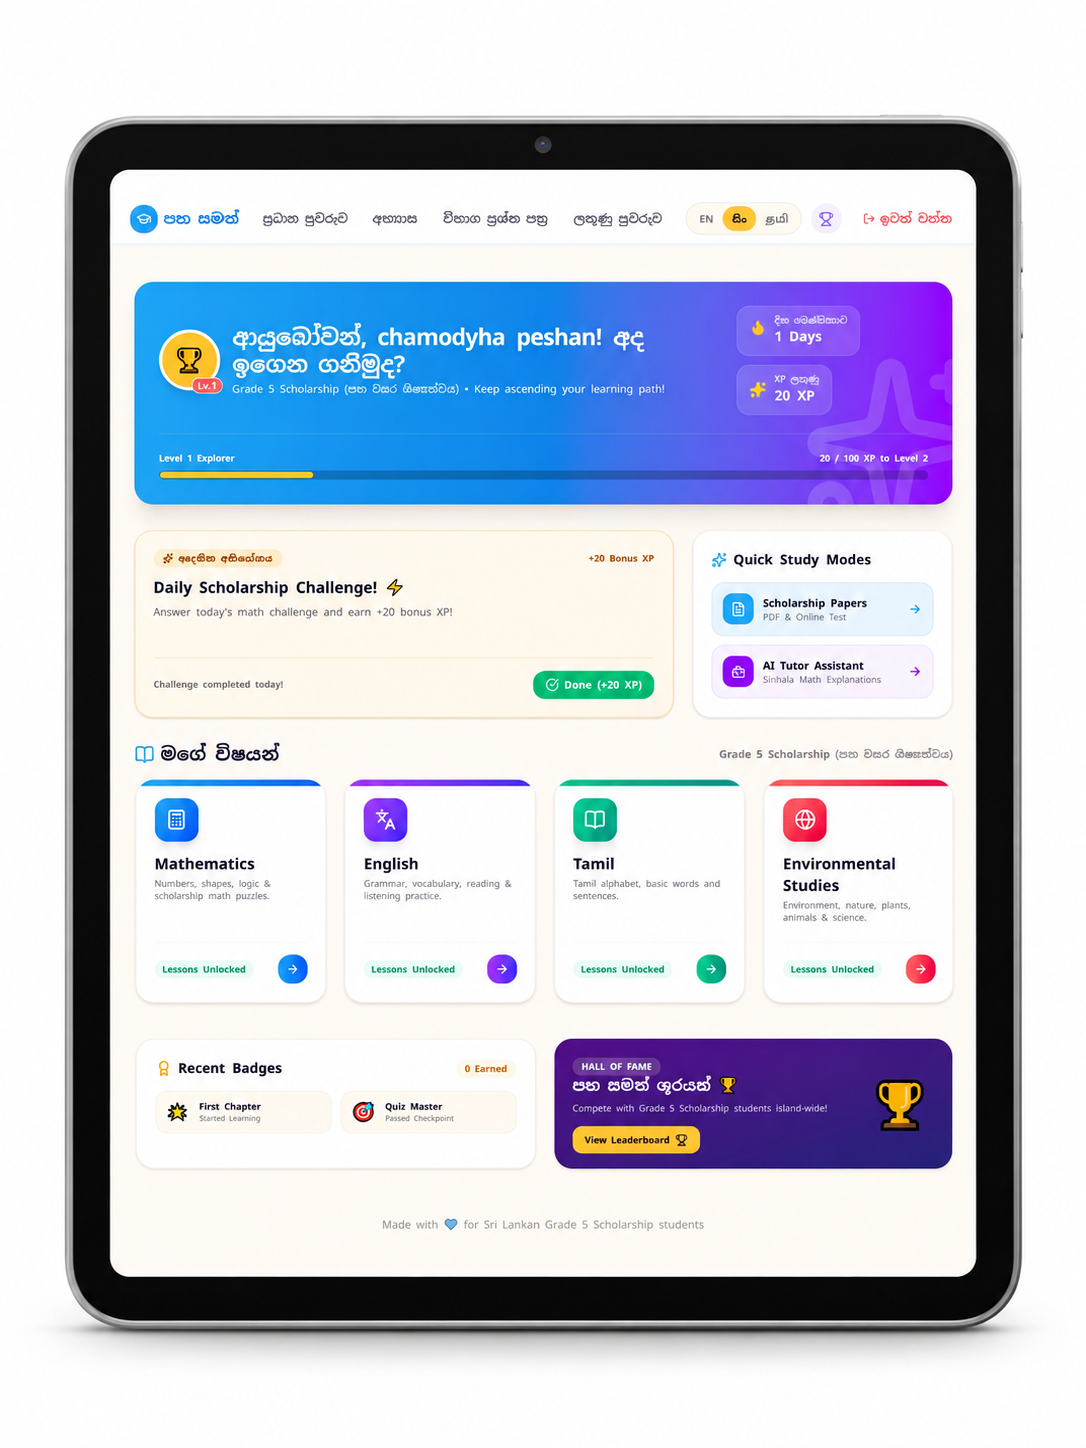 පහ සමත් ප්‍රධාන පුවරුව අභ්‍යාස විභාග ප්‍රශ්න පත්‍ර ලකුණු පුවරුව EN සිං தமி ඉවත් වන්න
ආයුබෝවන්, chamodyha peshan! අද
ඉගෙන ගනිමුද?
Lv.1
Grade 5 Scholarship (පහ වසර ශිෂ්‍යත්වය) • Keep ascending your learning path!
දින
1 Days
XP ලකුණු
20 XP
Level 1 Explorer
20 / 100 XP to Level 2
අදදින අභියෝගය
+20 Bonus XP
Daily Scholarship Challenge! ⚡
Answer today's math challenge and earn +20 bonus XP!
Challenge completed today!
Done (+20 XP)
Quick Study Modes
Scholarship Papers
PDF & Online Test
AI Tutor Assistant
Sinhala Math Explanations
මගේ විෂයන්
Grade 5 Scholarship (පහ වසර ශිෂ්‍යත්වය)
Mathematics
Numbers, shapes, logic &
scholarship math puzzles.
Lessons Unlocked
English
Grammar, vocabulary, reading &
listening practice.
Lessons Unlocked
Tamil
Tamil alphabet, basic words and
sentences.
Lessons Unlocked
Environmental
Studies
Environment, nature, plants,
animals & science.
Lessons Unlocked
Recent Badges
0 Earned
First Chapter
Started Learning
Quiz Master
Passed Checkpoint
HALL OF FAME
පහ සමත් ශූරයක් 🏆
Compete with Grade 5 Scholarship students island-wide!
View Leaderboard
Made with 💙 for Sri Lankan Grade 5 Scholarship students